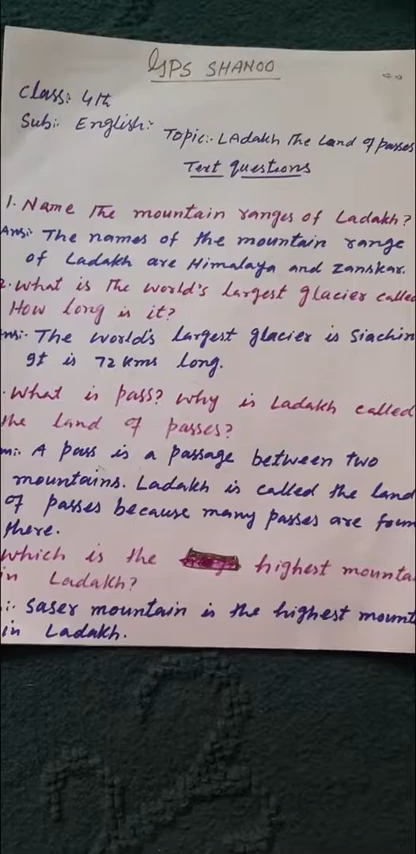 GPS SHANOO
Class:- 4th
Sub:- English:-
Topic:- LAdakh The Land of Passes
Text questions
1. Name The mountain ranges of Ladakh?
Ans:- The names of the mountain range
of Ladakh are Himalaya and Zanskar.
2. What is The world's largest glacier calle
How long is it?
ns:- The world's largest glacier is Siachin
It is 72 kms long.
. What is pass? Why is Ladakh called
the land of passes?
A pass is a passage between two
mountains. Ladakh is called the land
of passes because many passes are foun
there.
which is the highest mounta
in Ladakh?
:- Saser mountain is the highest mount
in Ladakh.